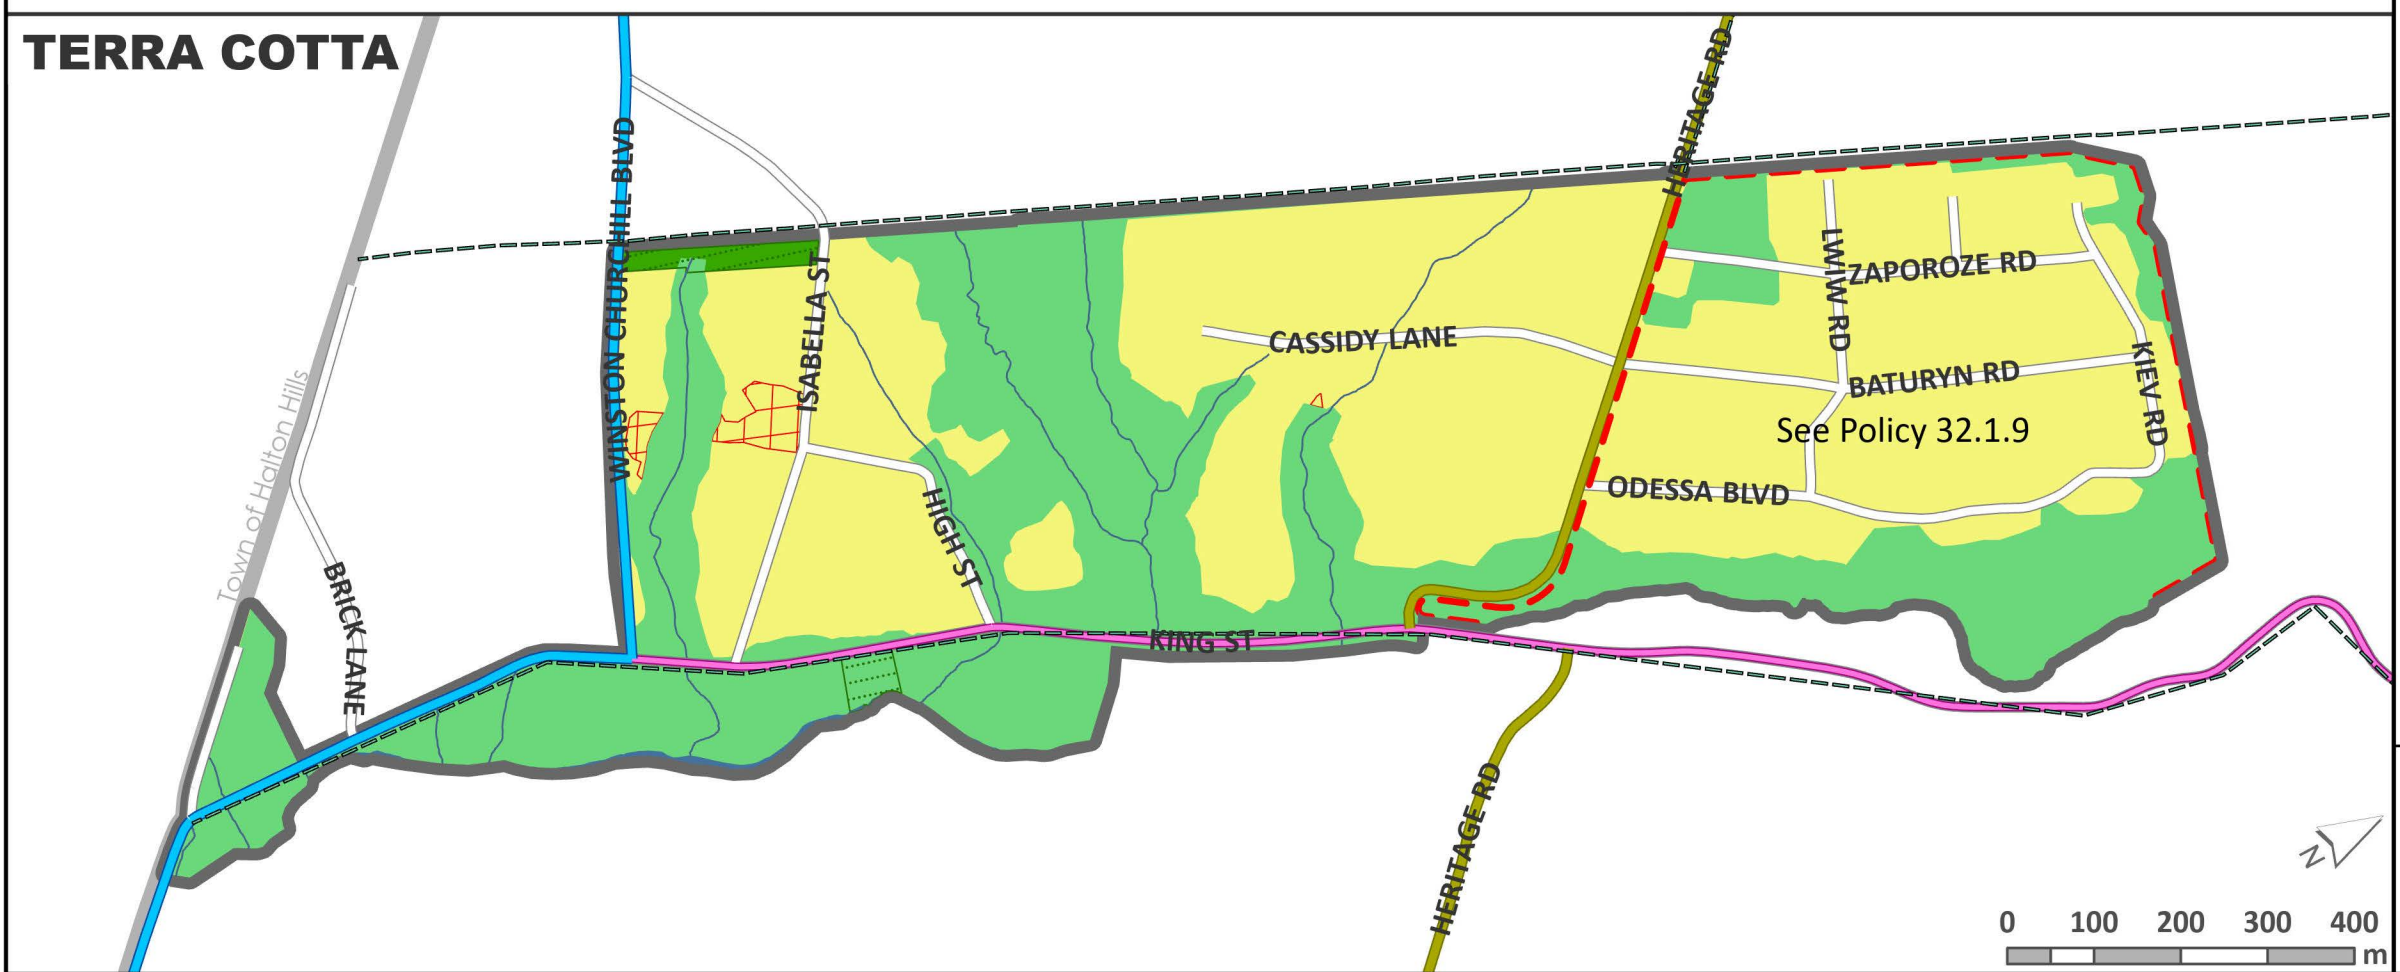 TERRA COTTA
HERITAGE RD
WINSTON CHURCHILL BLVD
ISABELLA ST
LWIW RD
ZAPOROZE RD
CASSIDY LANE
BATURYN RD
KIEV RD
See Policy 32.1.9
Town of Halton Hills
ODESSA BLVD
HIGH ST
BRICK LANE
KING ST
HERITAGE RD
N
0 100 200 300 400
m